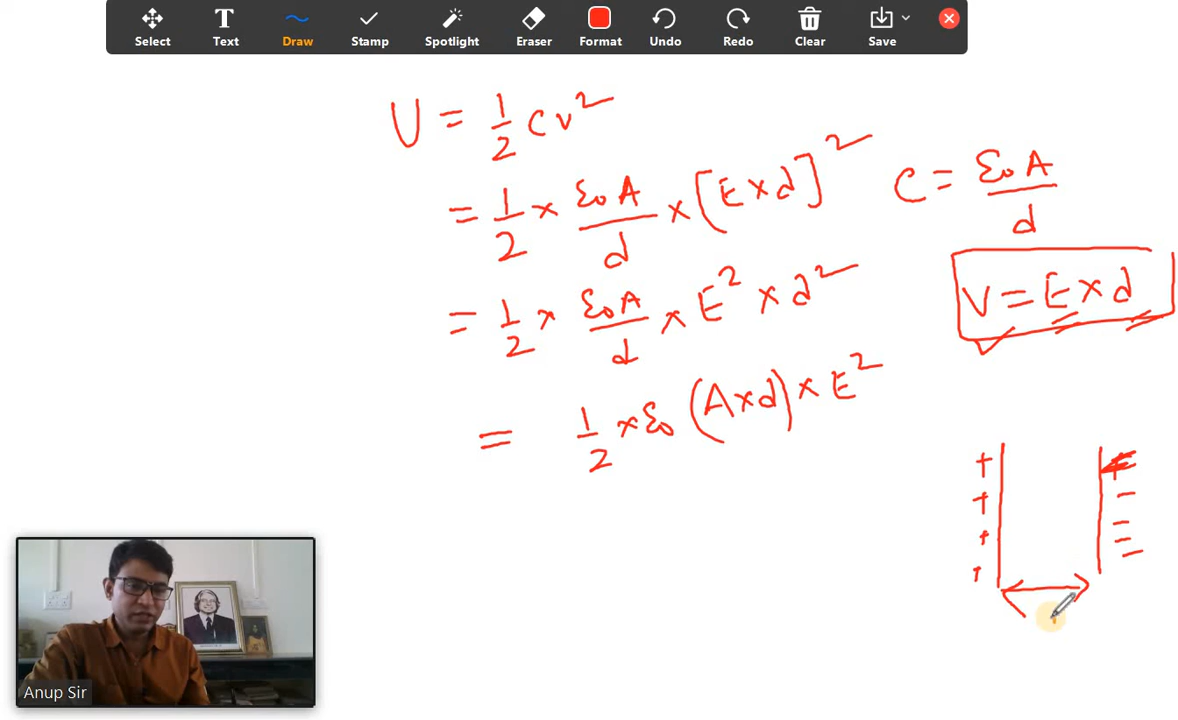 Select Text Draw Stamp Spotlight Eraser Format Undo Redo Clear Save
U = 1/2 CV²
= 1/2 × ε₀A/d × [E×d]²
C = ε₀A/d
= 1/2 × ε₀A/d × E² × d²
V = E×d
= 1/2 × ε₀ (A×d) × E²
+
+ −
+ −
+ −
−
Anup Sir